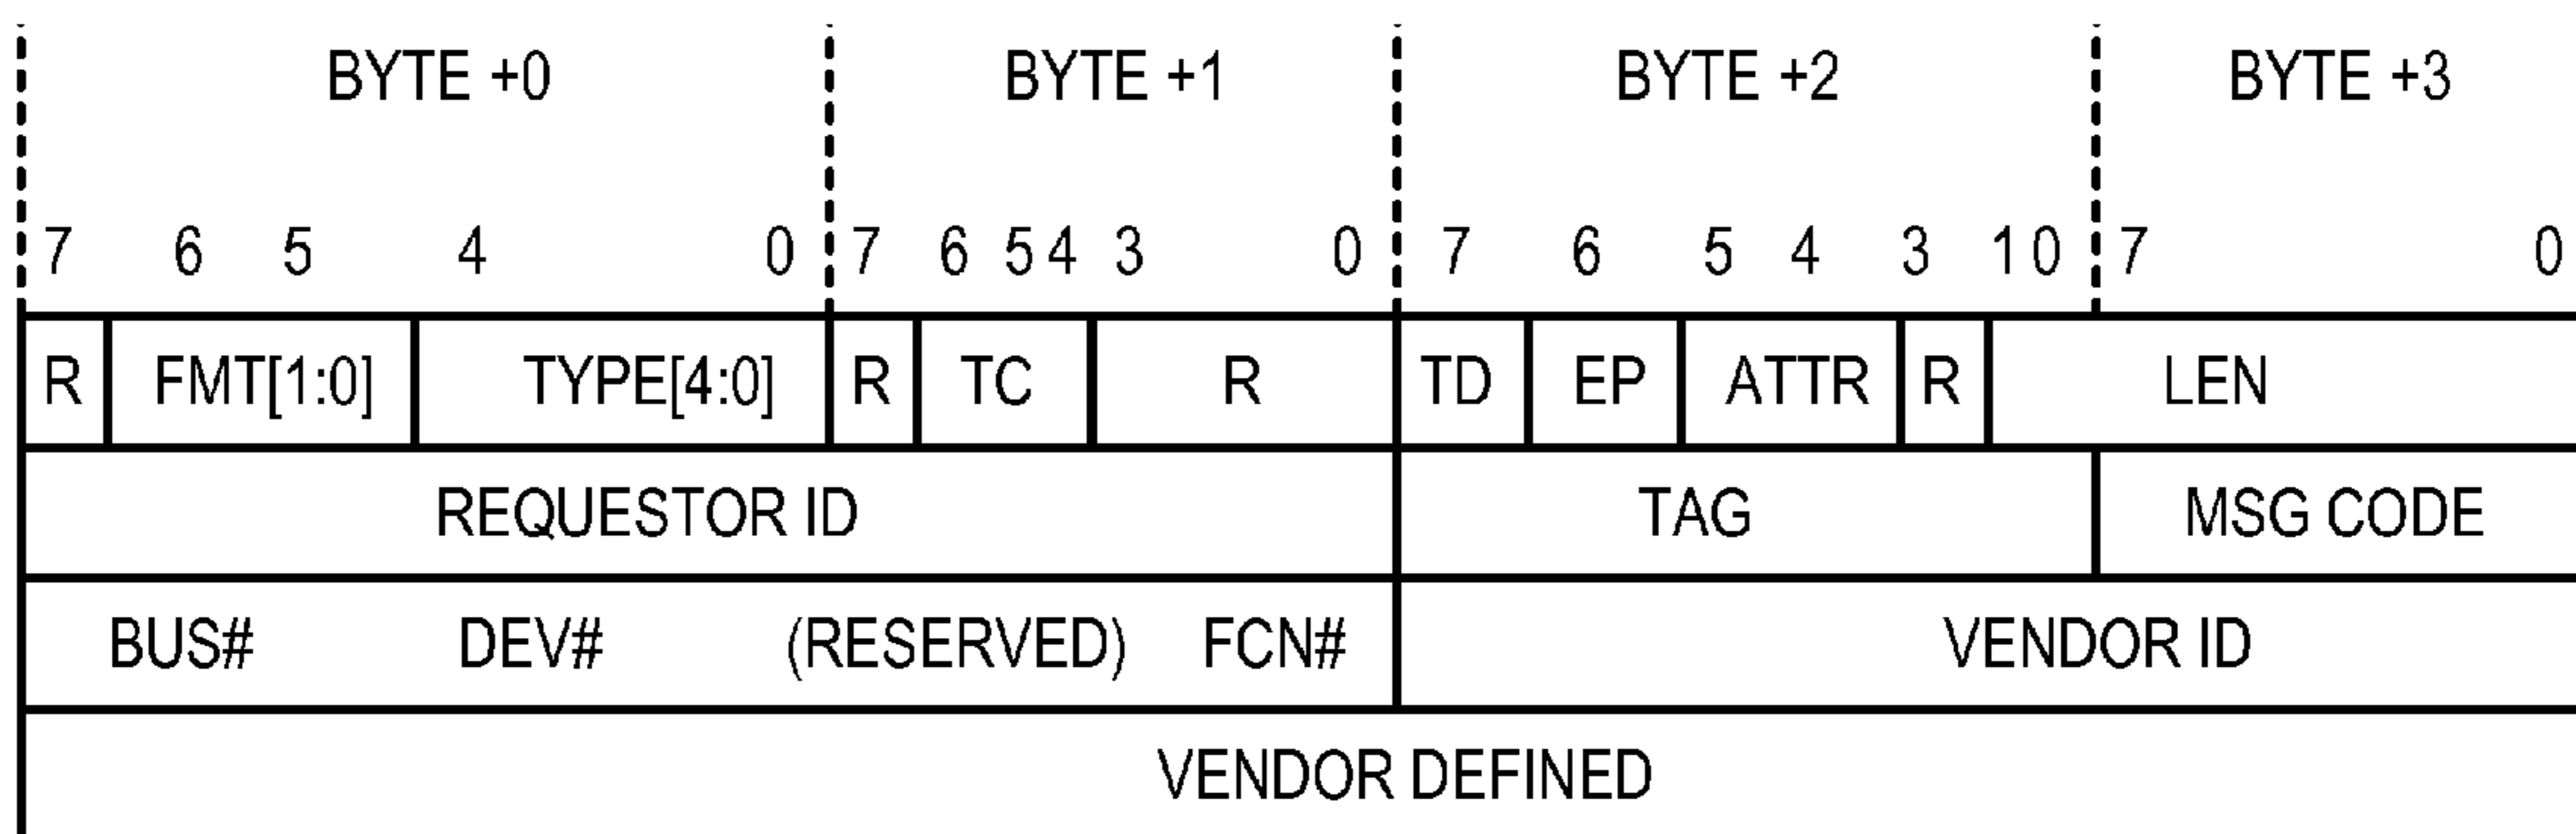 BYTE +0 BYTE +1 BYTE +2 BYTE +3
7 6 5 4 0 7 6 5 4 3 0 7 6 5 4 3 1 0 7 0
R FMT[1:0] TYPE[4:0] R TC R TD EP ATTR R LEN
REQUESTOR ID TAG MSG CODE
BUS# DEV# (RESERVED) FCN# VENDOR ID
VENDOR DEFINED